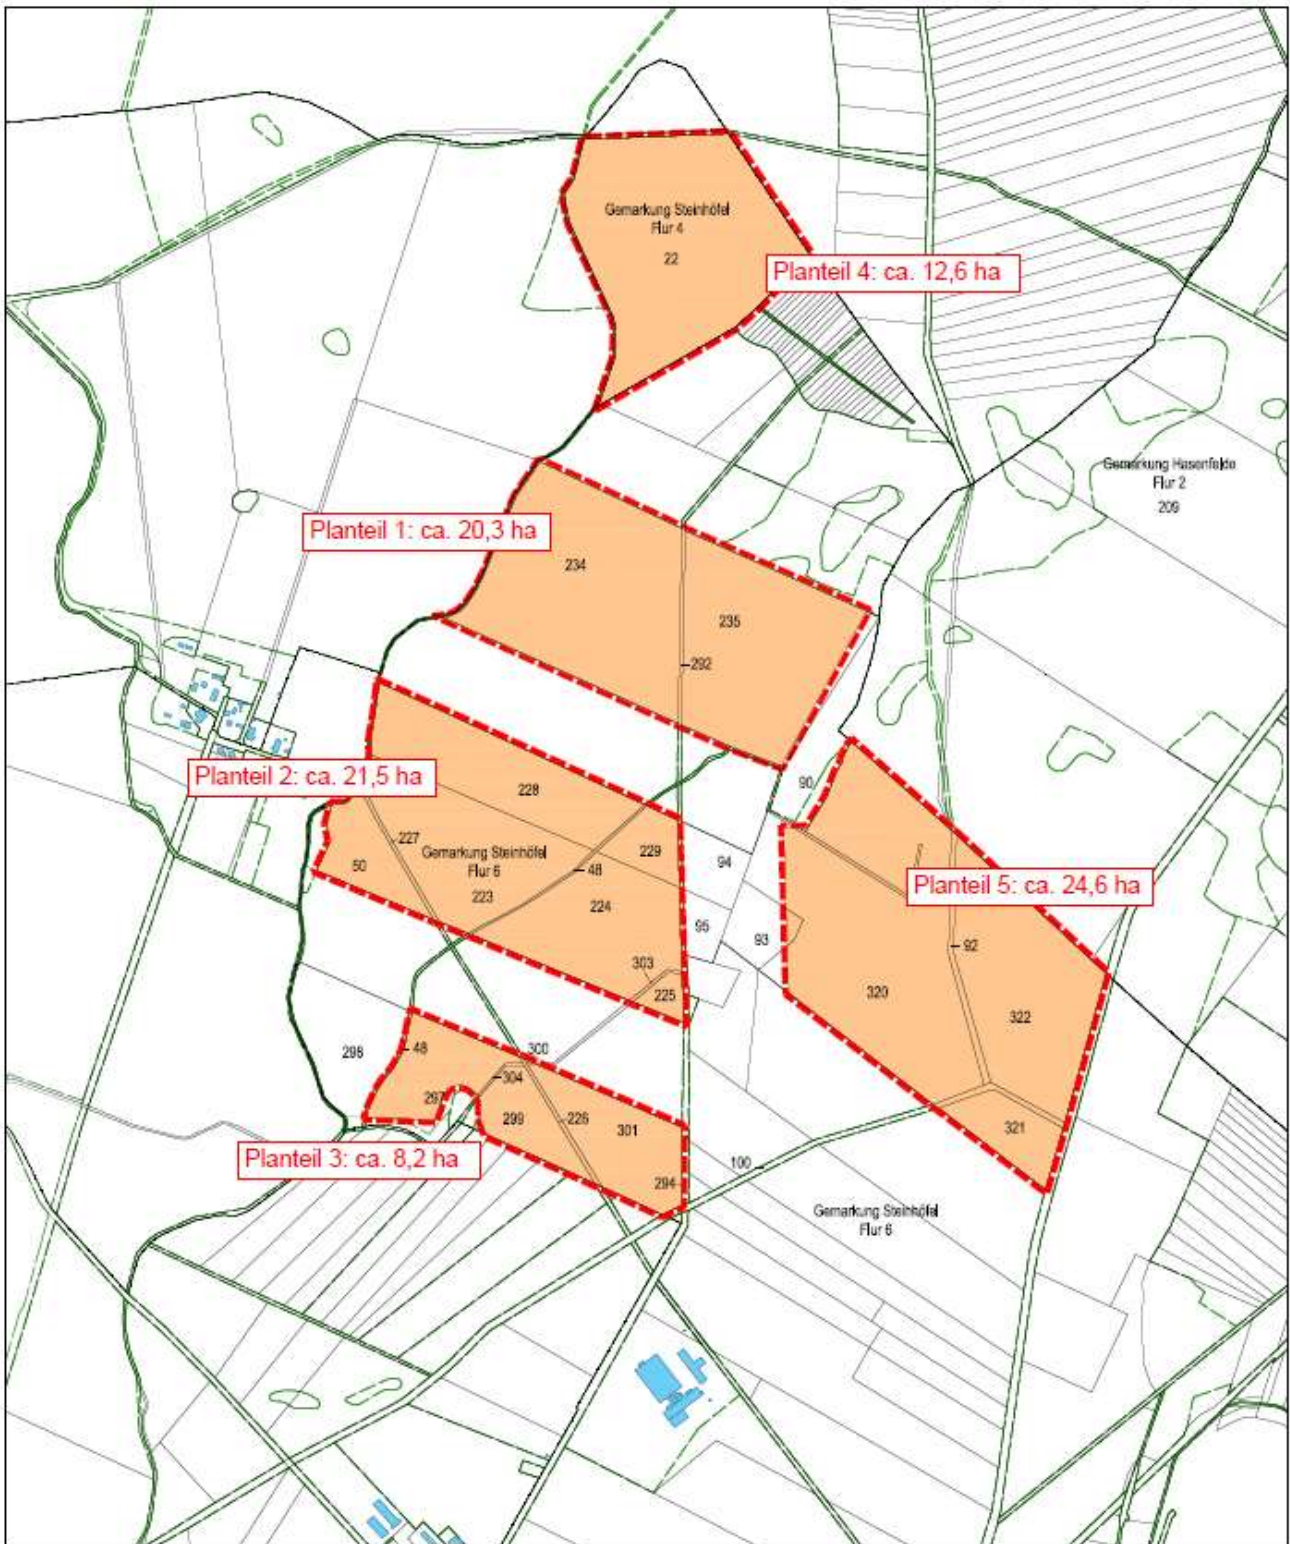 Gemarkung Steinhöfel
Flur 4
22
Planteil 4: ca. 12,6 ha
Gemarkung Hasenfelde
Flur 2
209
Planteil 1: ca. 20,3 ha
234
235
292
Planteil 2: ca. 21,5 ha
228
90
227
Gemarkung Steinhöfel
Flur 6
229
94
50
48
223
224
Planteil 5: ca. 24,6 ha
95
93
92
303
225
320
322
298
48
300
304
297
299
226
301
321
Planteil 3: ca. 8,2 ha
100
294
Gemarkung Steinhöfel
Flur 6